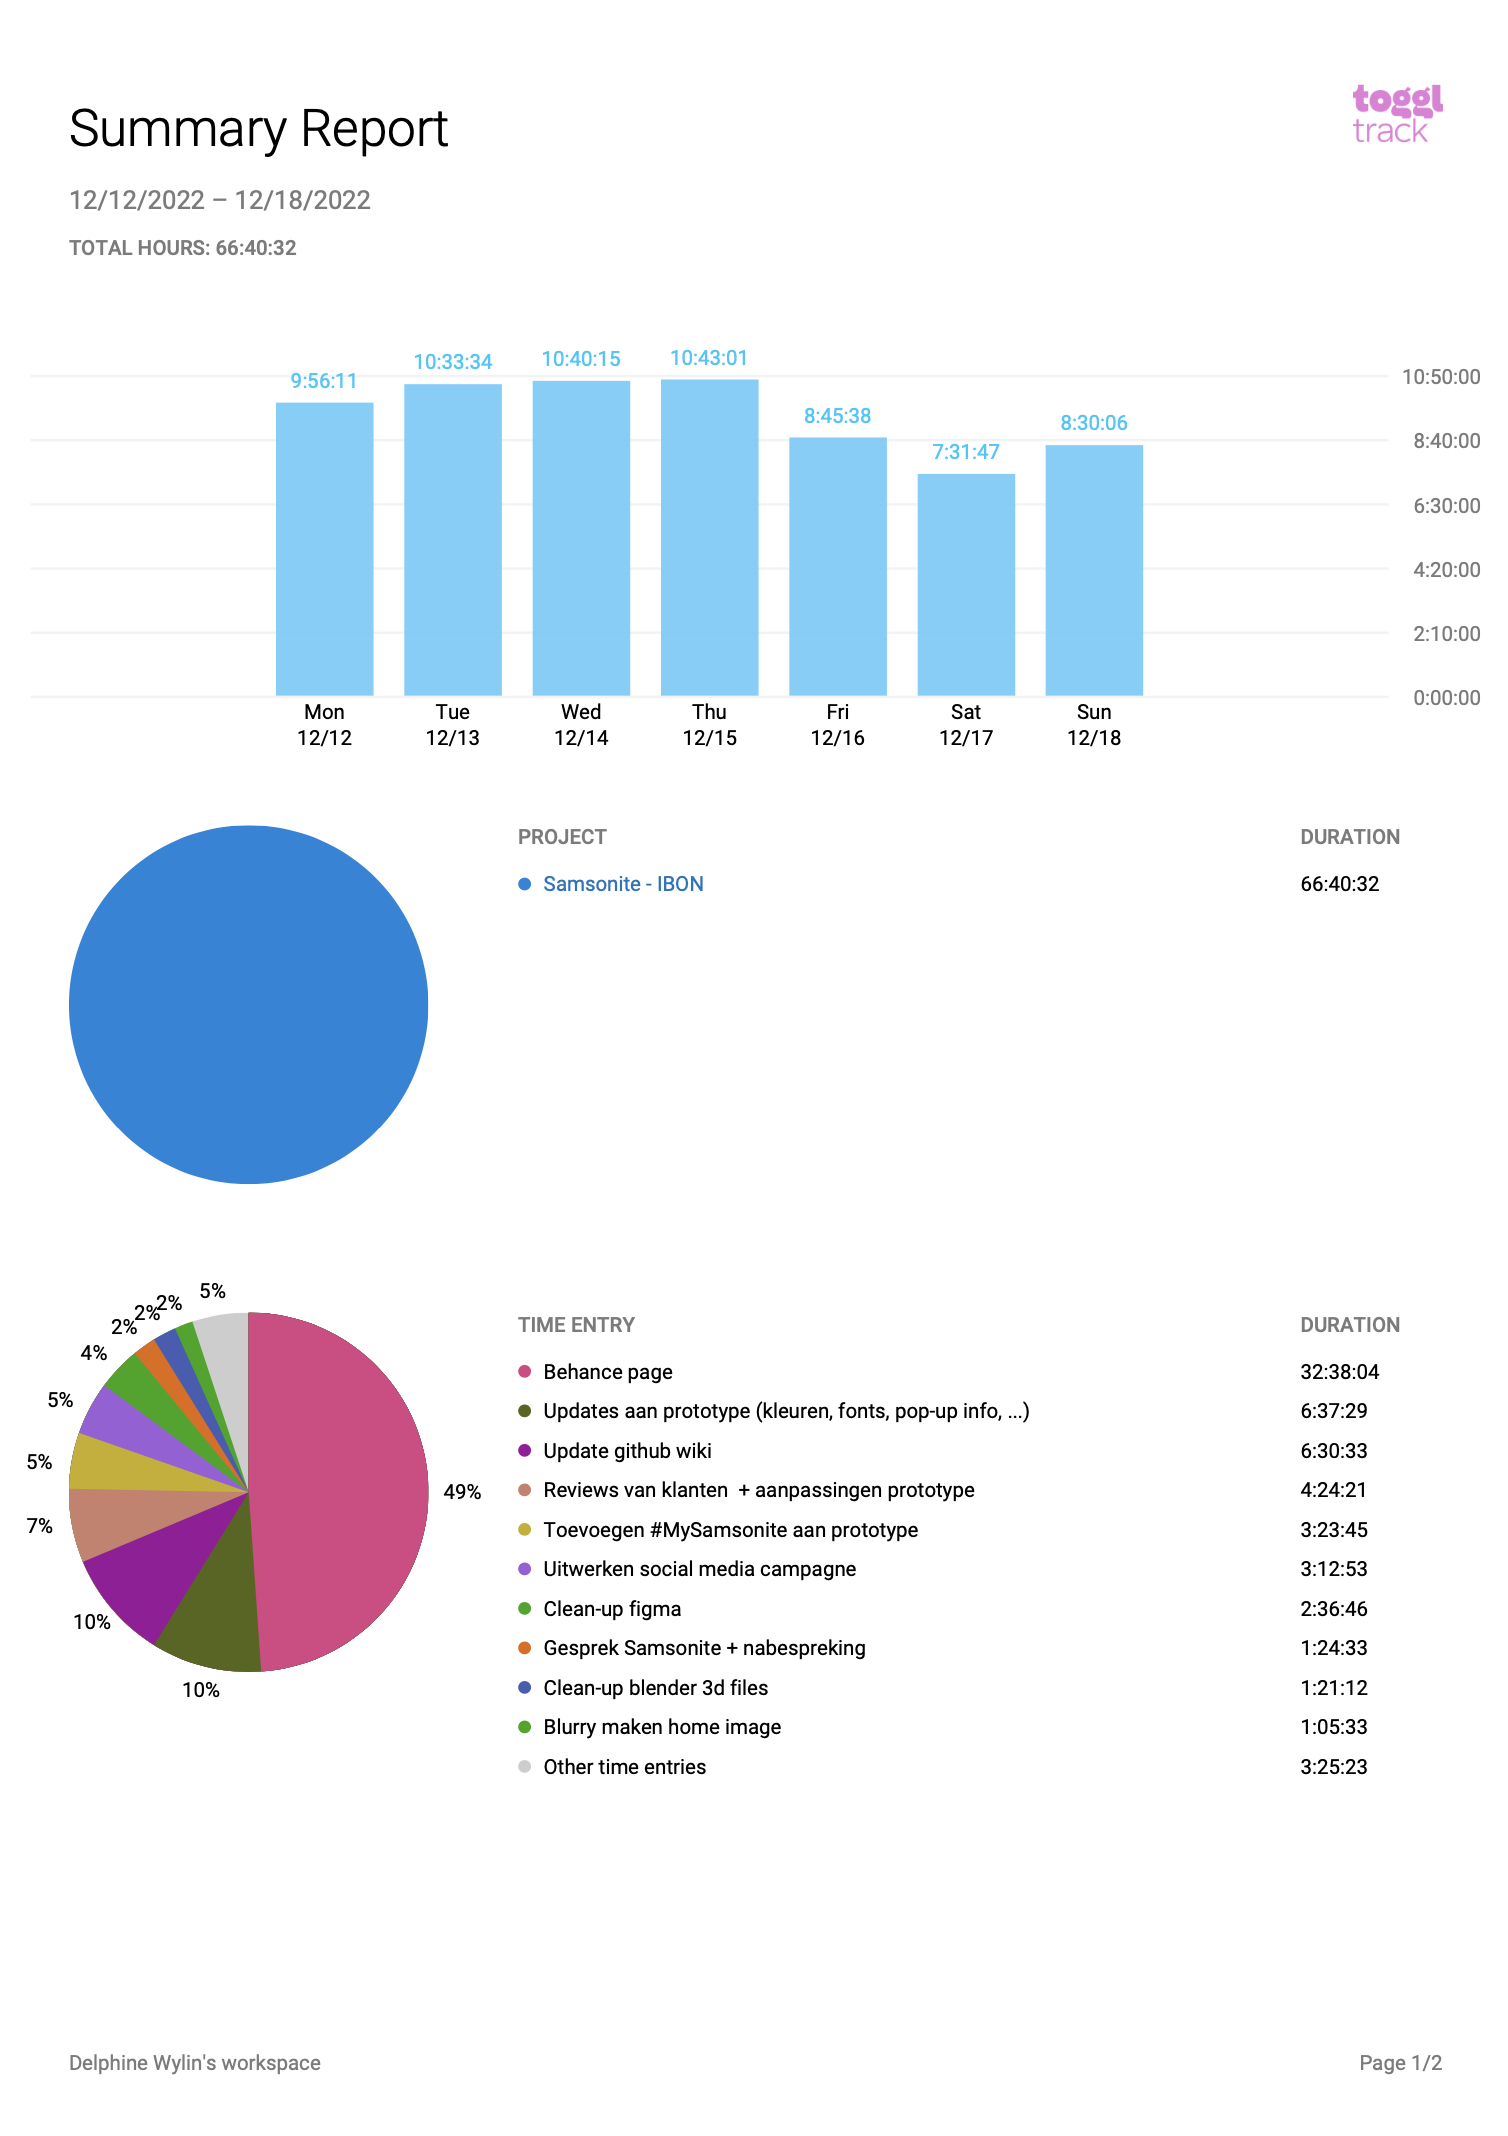 Summary Report
toggl
track
12/12/2022 – 12/18/2022
TOTAL HOURS: 66:40:32
9:56:11
10:33:34
10:40:15
10:43:01
8:45:38
7:31:47
8:30:06
10:50:00
8:40:00
6:30:00
4:20:00
2:10:00
0:00:00
Mon
12/12
Tue
12/13
Wed
12/14
Thu
12/15
Fri
12/16
Sat
12/17
Sun
12/18
PROJECT DURATION
Samsonite - IBON 66:40:32
5%
2%
2%
2%
4%
5%
5%
7%
10%
10%
49%
TIME ENTRY DURATION
Behance page 32:38:04
Updates aan prototype (kleuren, fonts, pop-up info, ...) 6:37:29
Update github wiki 6:30:33
Reviews van klanten  + aanpassingen prototype 4:24:21
Toevoegen #MySamsonite aan prototype 3:23:45
Uitwerken social media campagne 3:12:53
Clean-up figma 2:36:46
Gesprek Samsonite + nabespreking 1:24:33
Clean-up blender 3d files 1:21:12
Blurry maken home image 1:05:33
Other time entries 3:25:23
Delphine Wylin's workspace Page 1/2